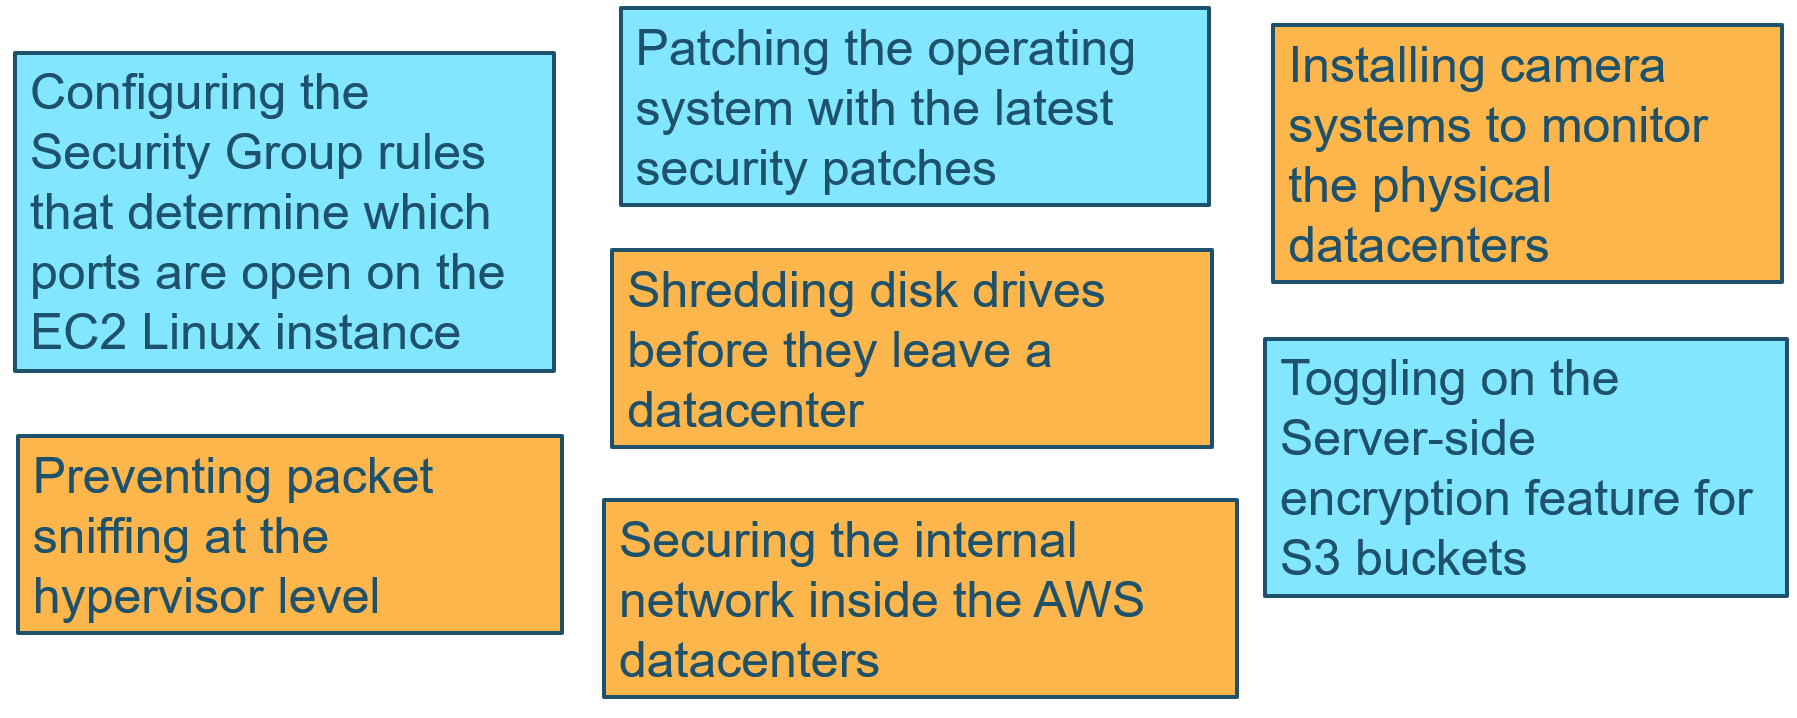 Configuring the
Security Group rules
that determine which
ports are open on the
EC2 Linux instance
Preventing packet
sniffing at the
hypervisor level
Patching the operating
system with the latest
security patches
Shredding disk drives
before they leave a
datacenter
Securing the internal
network inside the AWS
datacenters
Installing camera
systems to monitor
the physical
datacenters
Toggling on the
Server-side
encryption feature for
S3 buckets